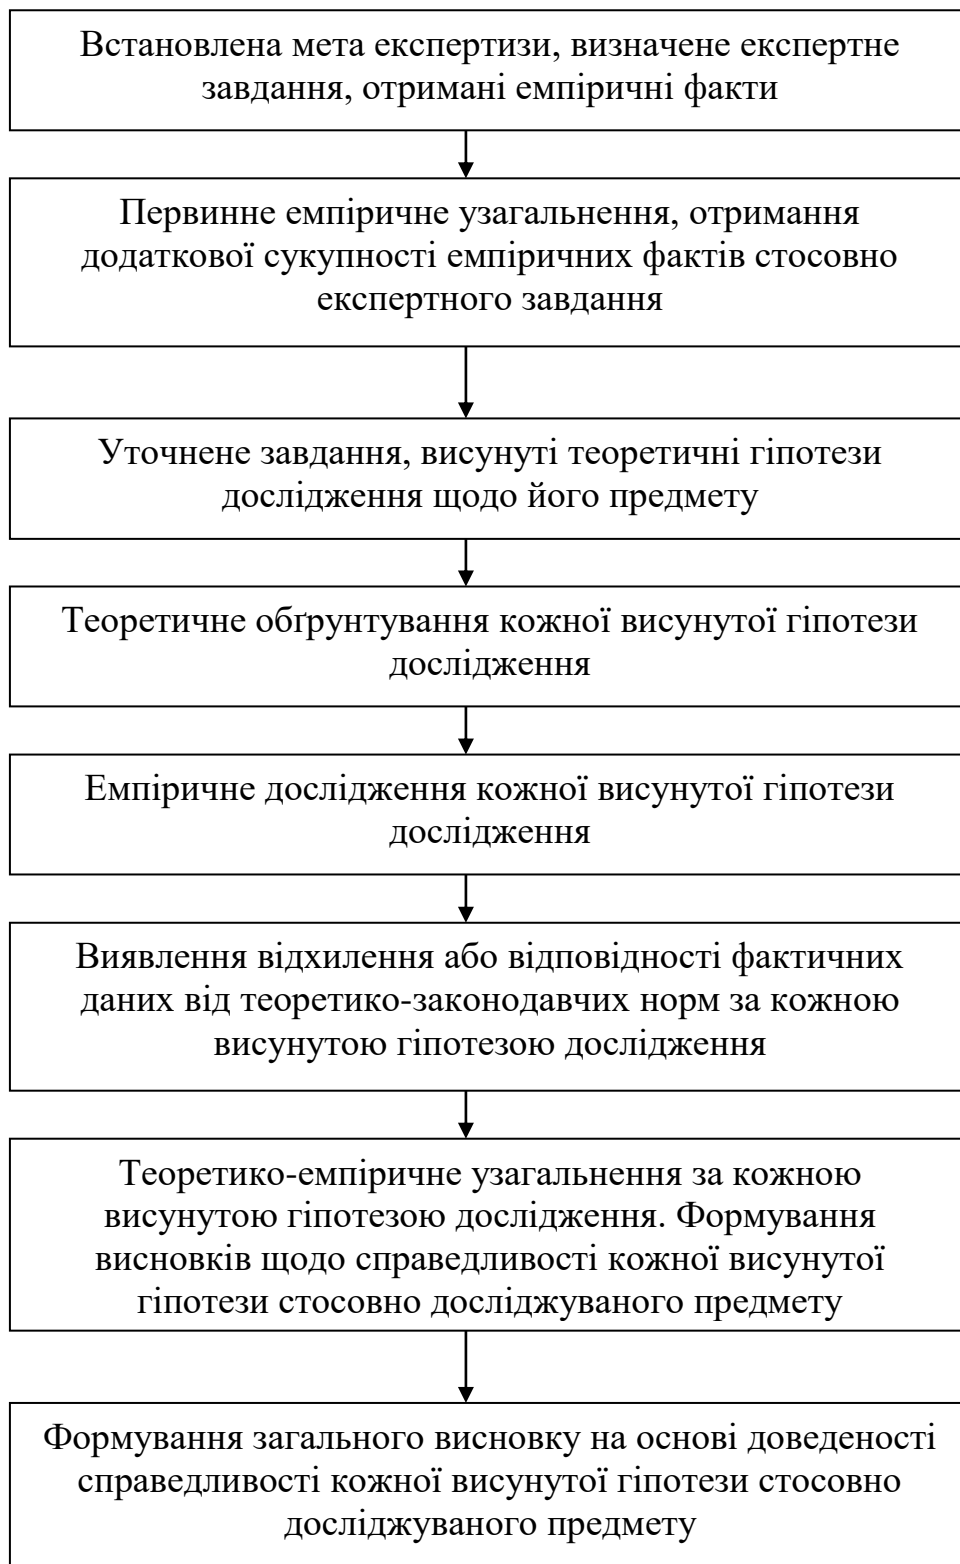 Встановлена мета експертизи, визначене експертне
завдання, отримані емпіричні факти
Первинне емпіричне узагальнення, отримання
додаткової сукупності емпіричних фактів стосовно
експертного завдання
Уточнене завдання, висунуті теоретичні гіпотези
дослідження щодо його предмету
Теоретичне обґрунтування кожної висунутої гіпотези
дослідження
Емпіричне дослідження кожної висунутої гіпотези
дослідження
Виявлення відхилення або відповідності фактичних
даних від теоретико-законодавчих норм за кожною
висунутою гіпотезою дослідження
Теоретико-емпіричне узагальнення за кожною
висунутою гіпотезою дослідження. Формування
висновків щодо справедливості кожної висунутої
гіпотези стосовно досліджуваного предмету
Формування загального висновку на основі доведеності
справедливості кожної висунутої гіпотези стосовно
досліджуваного предмету